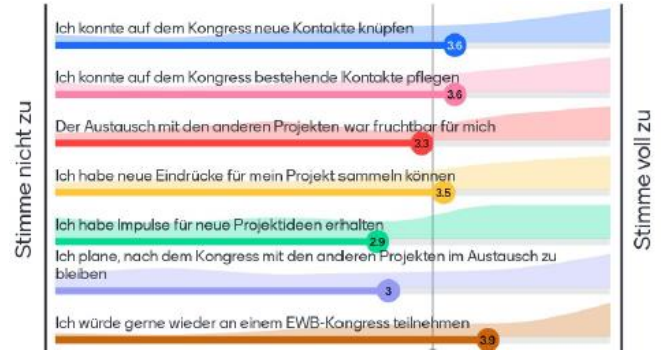 Ich konnte auf dem Kongress neue Kontakte knüpfen
3.6
Ich konnte auf dem Kongress bestehende Kontakte pflegen
3.6
Der Austausch mit den anderen Projekten war fruchtbar für mich
3.3
Ich habe neue Eindrücke für mein Projekt sammeln können
3.5
Ich habe Impulse für neue Projektideen erhalten
2.9
Ich plane, nach dem Kongress mit den anderen Projekten im Austausch zu
bleiben
3
Ich würde gerne wieder an einem EWB-Kongress teilnehmen
3.9
Stimme nicht zu
Stimme voll zu